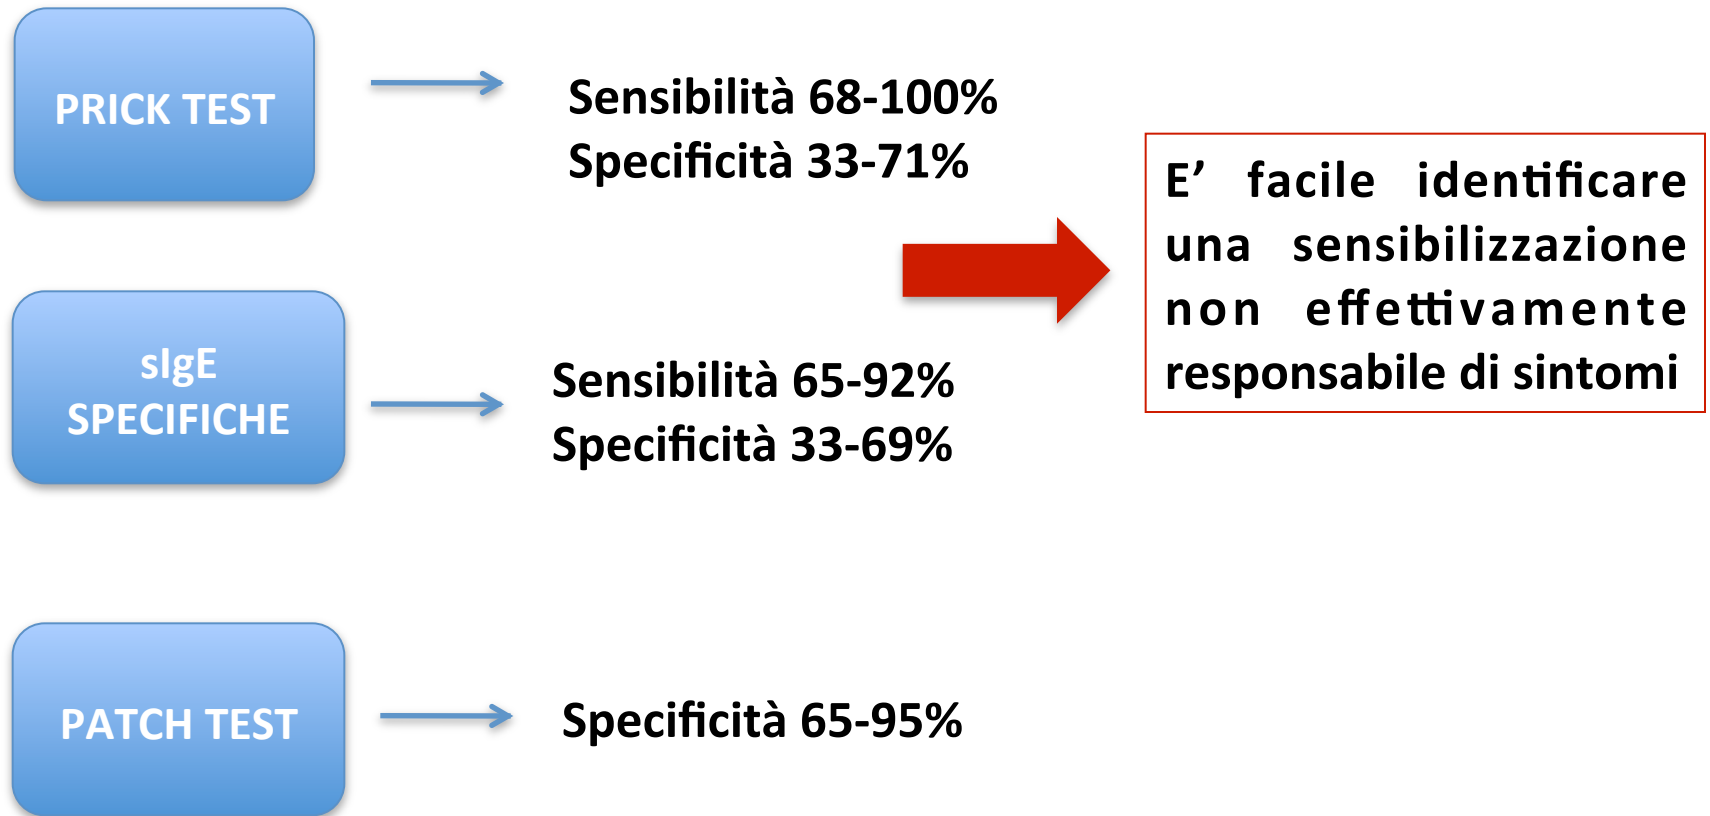 PRICK TEST
Sensibilità 68-100%
Specificità 33-71%
E’ facile identificare
una sensibilizzazione
non effettivamente
responsabile di sintomi
sIgE
SPECIFICHE
Sensibilità 65-92%
Specificità 33-69%
PATCH TEST
Specificità 65-95%